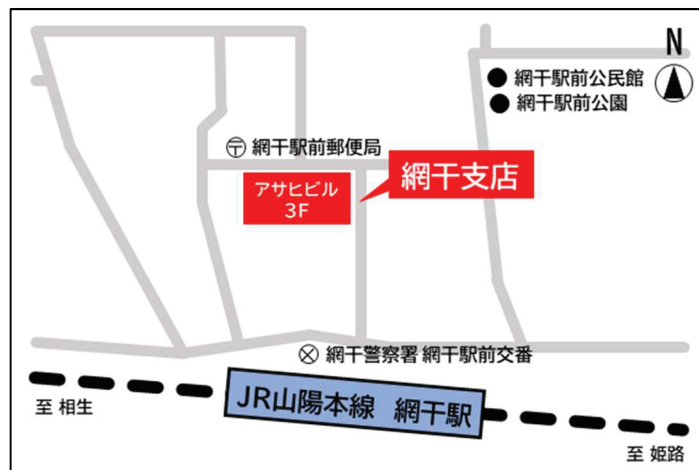 N
網干駅前公民館
網干駅前公園
〒 網干駅前郵便局
網干支店
アサヒビル
3F
網干警察署 網干駅前交番
JR山陽本線 網干駅
至 相生
至 姫路